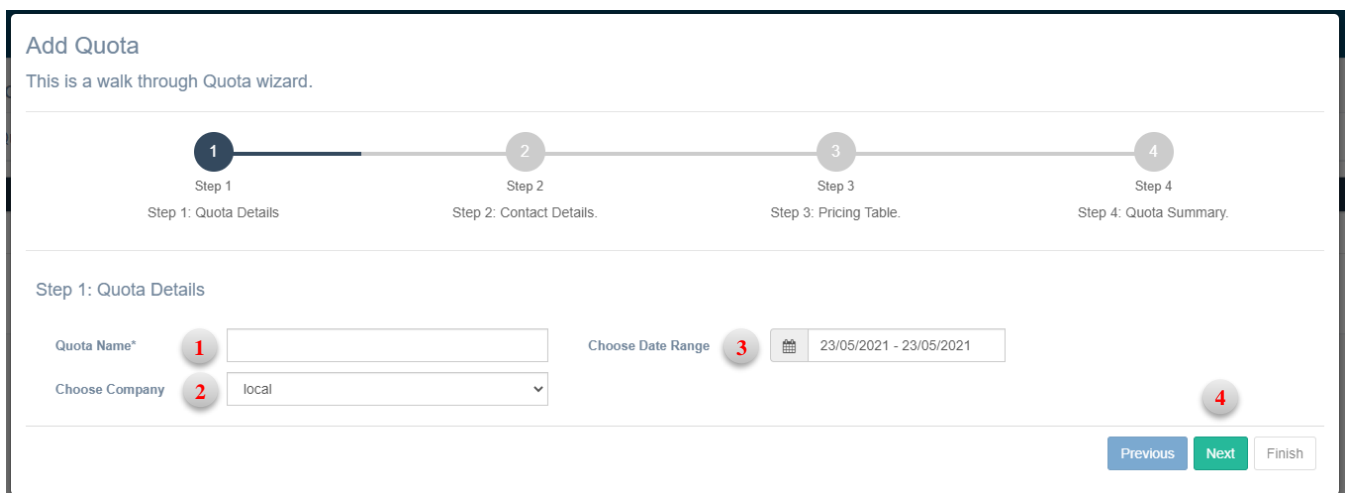 Add Quota
This is a walk through Quota wizard.
1 2 3 4
Step 1 Step 2 Step 3 Step 4
Step 1: Quota Details Step 2: Contact Details. Step 3: Pricing Table. Step 4: Quota Summary.
Step 1: Quota Details
Quota Name* 1 Choose Date Range 3 23/05/2021 - 23/05/2021
Choose Company 2 local
4
Previous Next Finish